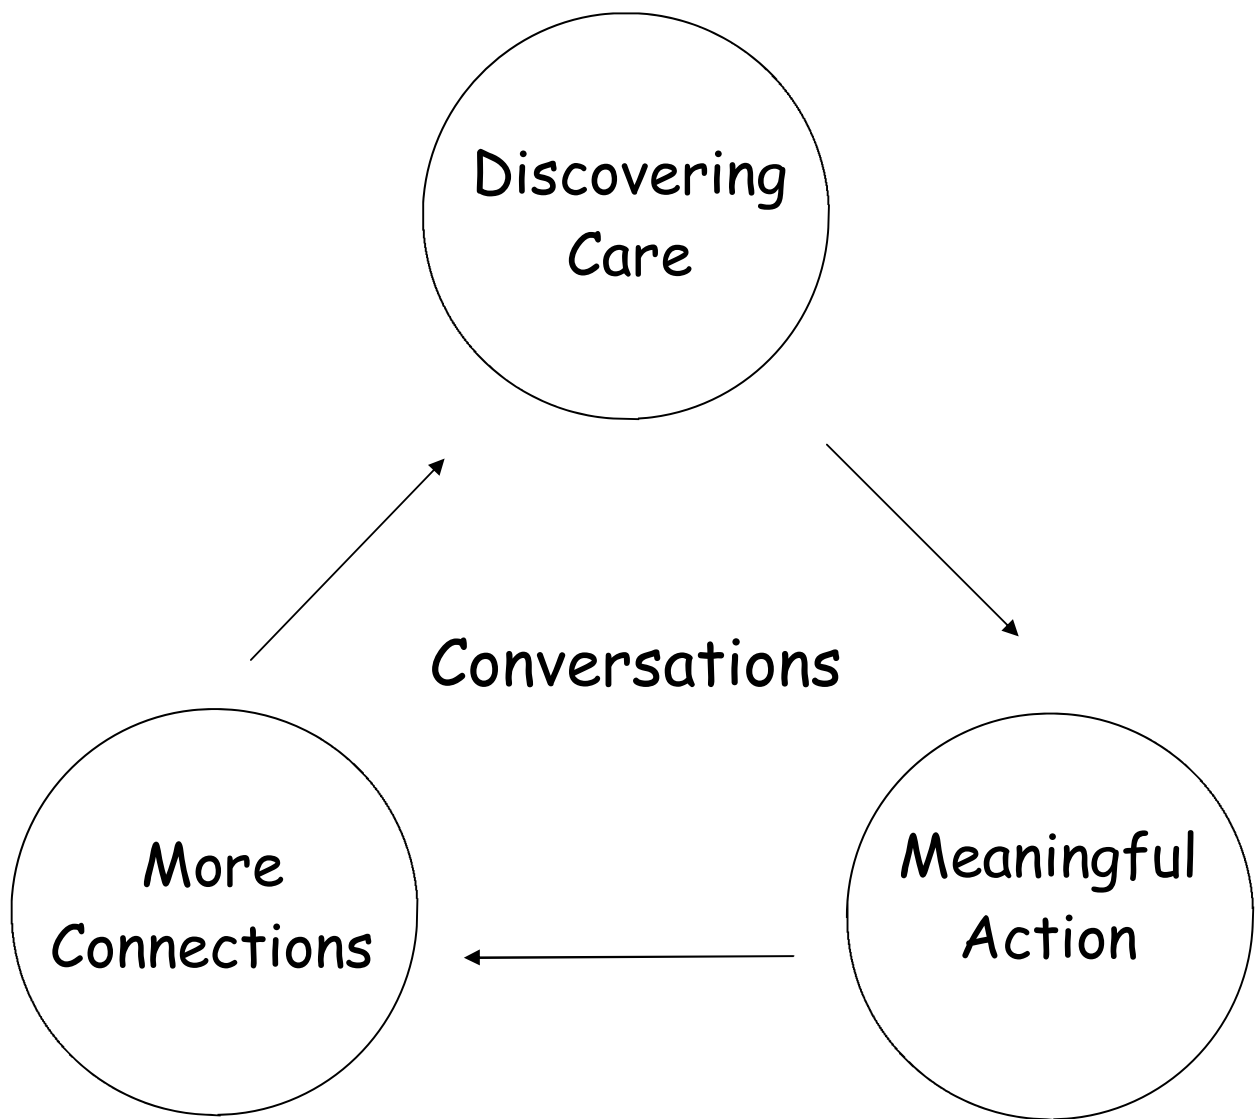 Discovering
Care
Conversations
More
Connections
Meaningful
Action